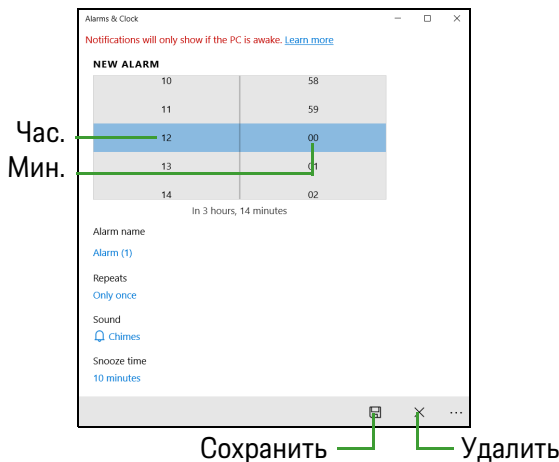 Alarms & Clock
Notifications will only show if the PC is awake. Learn more
NEW ALARM
10 58
11 59
Час. 12 00
Мин. 13 01
14 02
In 3 hours, 14 minutes
Alarm name
Alarm (1)
Repeats
Only once
Sound
Chimes
Snooze time
10 minutes
Сохранить Удалить